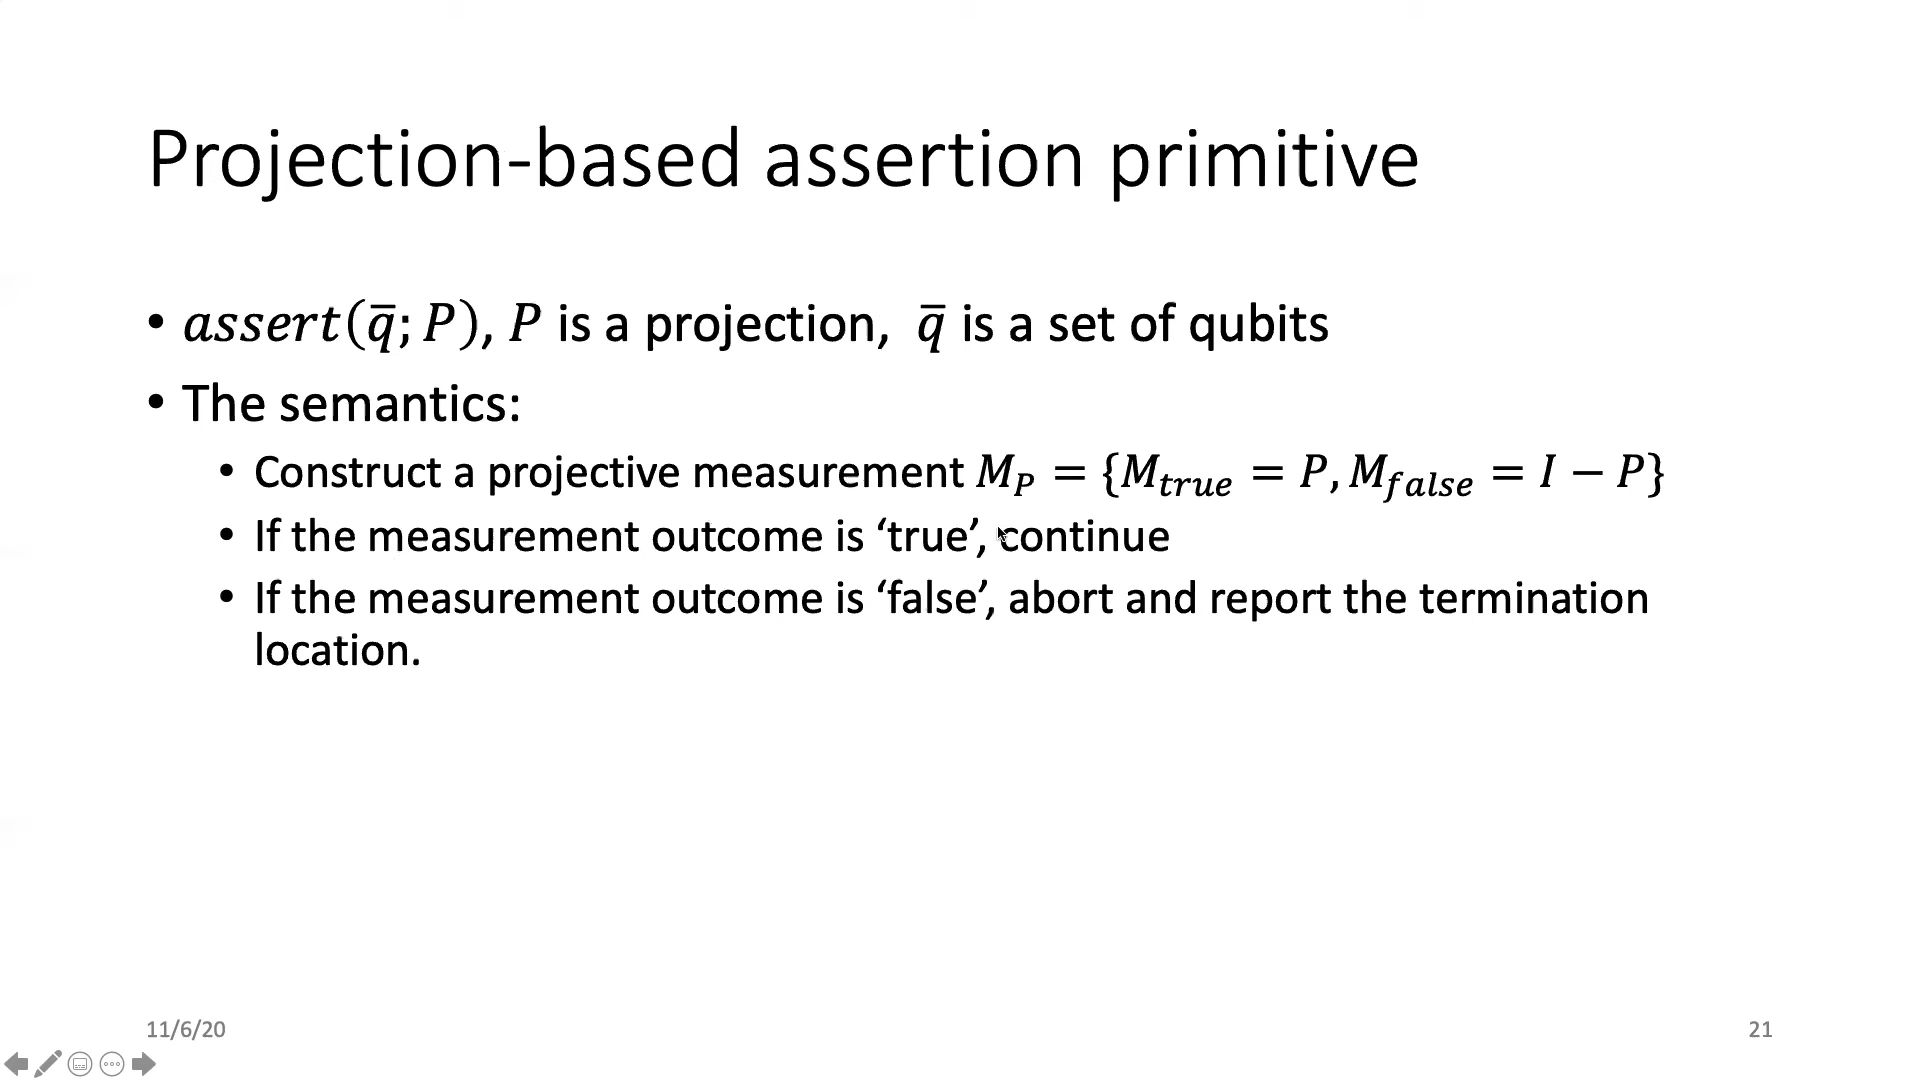 Projection-based assertion primitive
• 𝑎𝑠𝑠𝑒𝑟𝑡(q̄; 𝑃), 𝑃 is a projection, q̄ is a set of qubits
• The semantics:
• Construct a projective measurement 𝑀_𝑃 = {𝑀_𝑡𝑟𝑢𝑒 = 𝑃, 𝑀_𝑓𝑎𝑙𝑠𝑒 = 𝐼 − 𝑃}
• If the measurement outcome is ‘true’, continue
• If the measurement outcome is ‘false’, abort and report the termination
location.
11/6/20
21